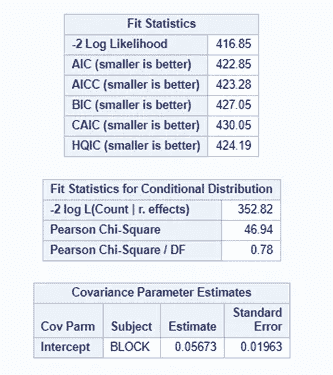 Fit Statistics
-2 Log Likelihood 416.85
AIC (smaller is better) 422.85
AICC (smaller is better) 423.28
BIC (smaller is better) 427.05
CAIC (smaller is better) 430.05
HQIC (smaller is better) 424.19
Fit Statistics for Conditional Distribution
-2 log L(Count | r. effects) 352.82
Pearson Chi-Square 46.94
Pearson Chi-Square / DF 0.78
Covariance Parameter Estimates
Cov Parm Subject Estimate Standard Error
Intercept BLOCK 0.05673 0.01963